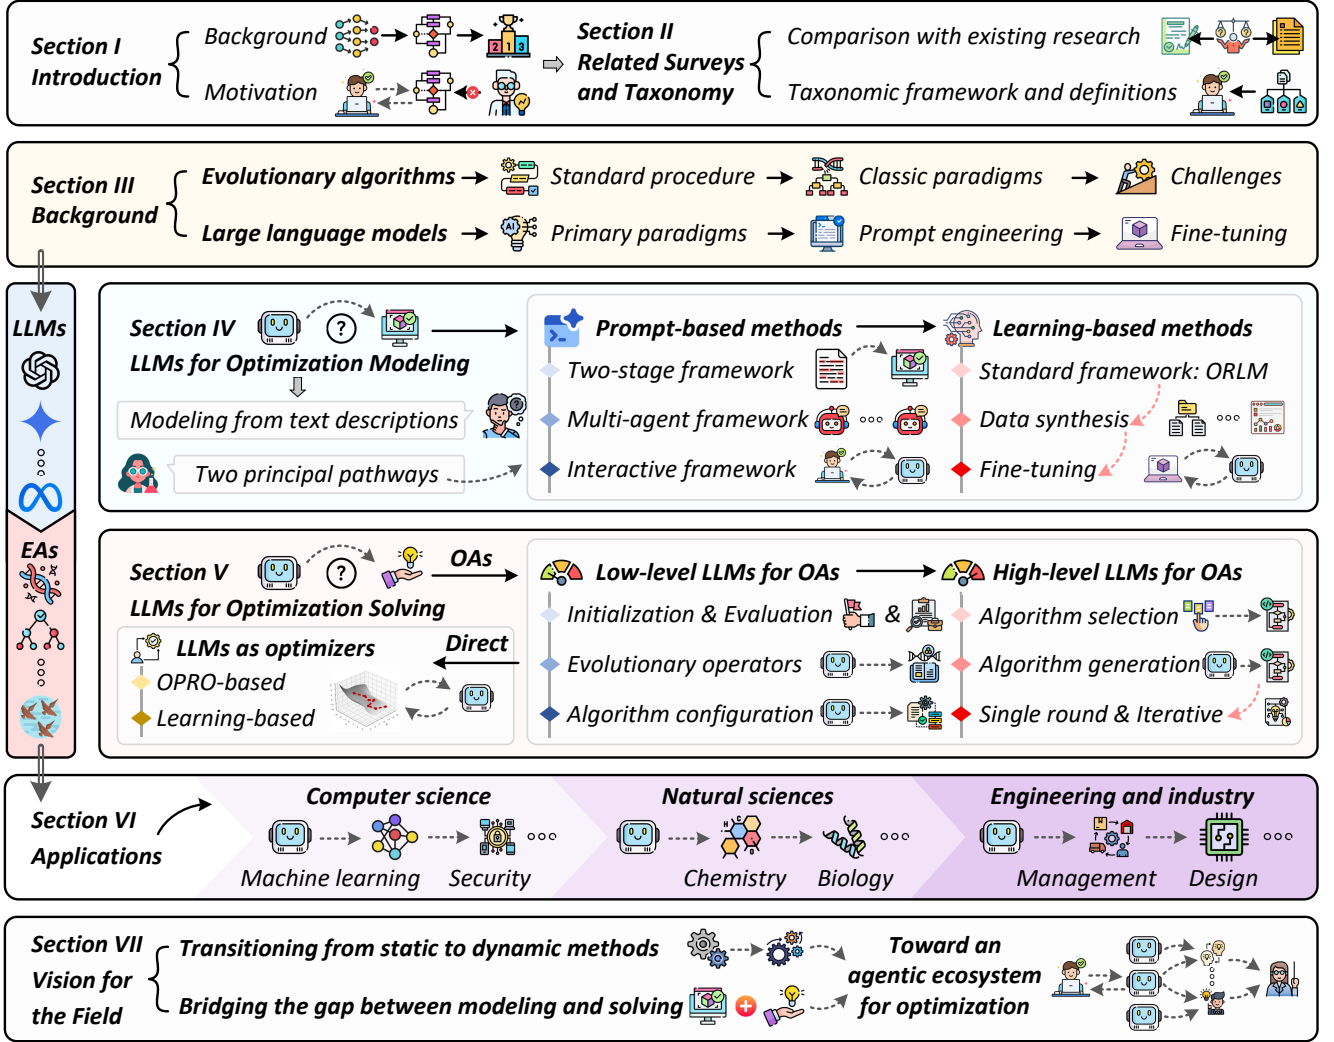 Section I
Introduction
Background
Motivation
1 2 3
Section II
Related Surveys
and Taxonomy
Comparison with existing research
Taxonomic framework and definitions
Section III
Background
Evolutionary algorithms
Standard procedure
Classic paradigms
Challenges
Large language models
AI
Primary paradigms
Prompt engineering
Fine-tuning
LLMs
EAs
Section IV
?
LLMs for Optimization Modeling
Modeling from text descriptions
?
Two principal pathways
Prompt-based methods
Two-stage framework
Multi-agent framework
Interactive framework
Learning-based methods
Standard framework: ORLM
Data synthesis
Fine-tuning
Section V
?
OAs
LLMs for Optimization Solving
LLMs as optimizers
OPRO-based
Learning-based
Direct
Low-level LLMs for OAs
Initialization & Evaluation
&
Evolutionary operators
Algorithm configuration
High-level LLMs for OAs
Algorithm selection
Algorithm generation
Single round & Iterative
Section VI
Applications
Computer science
Machine learning
Security
Natural sciences
H
C
Chemistry
Biology
Engineering and industry
Management
Design
Section VII
Vision for
the Field
Transitioning from static to dynamic methods
Bridging the gap between modeling and solving
Toward an
agentic ecosystem
for optimization